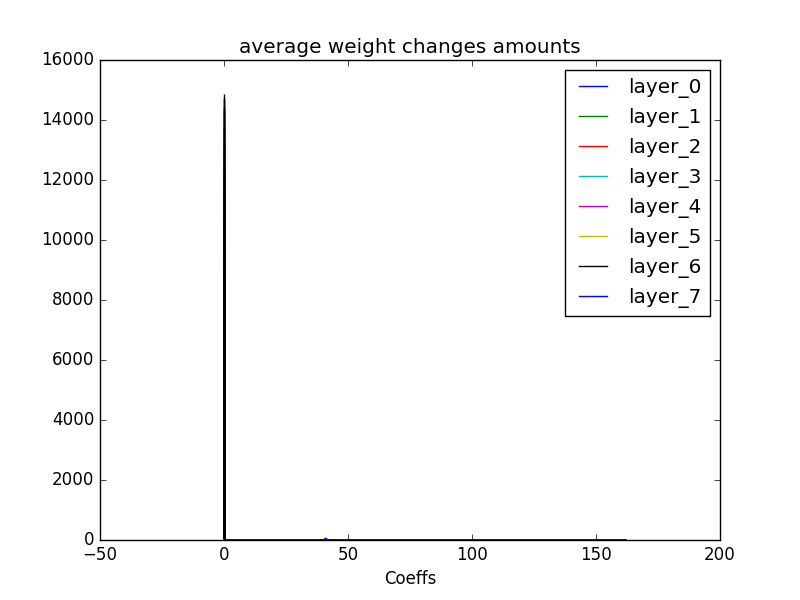 average weight changes amounts
16000
14000
12000
10000
8000
6000
4000
2000
0
layer_0
layer_1
layer_2
layer_3
layer_4
layer_5
layer_6
layer_7
−50
0
50
100
150
200
Coeffs